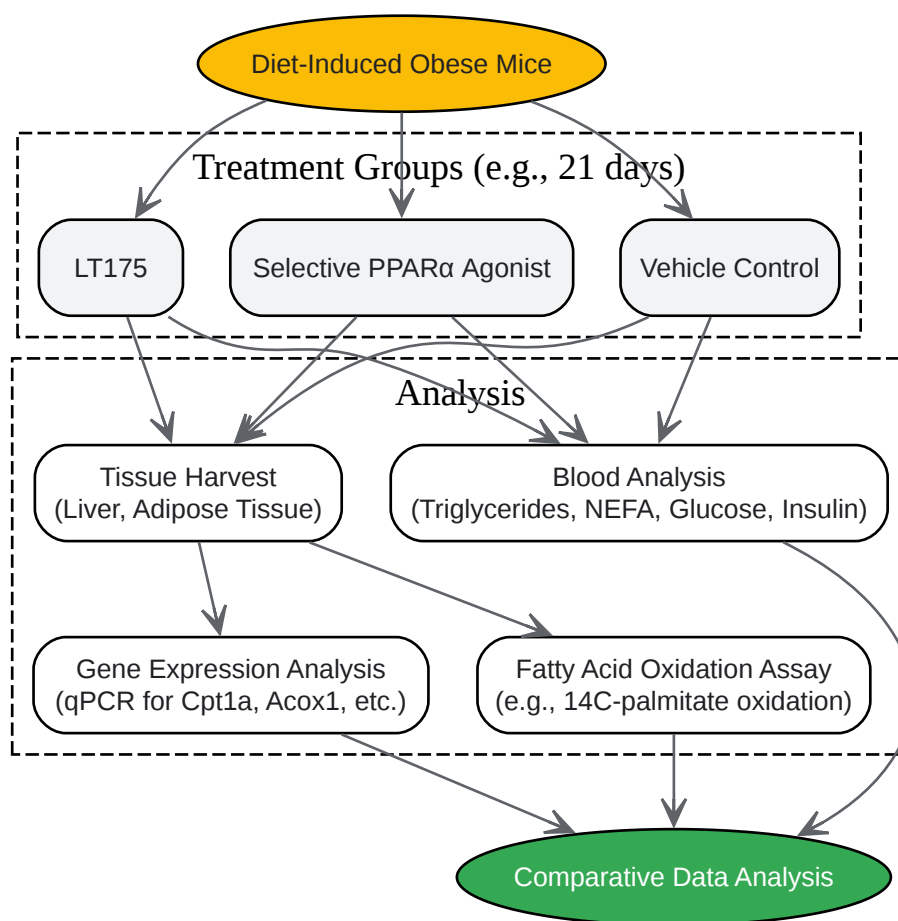 Diet-Induced Obese Mice
Treatment Groups (e.g., 21 days)
LT175
Selective PPARα Agonist
Vehicle Control
Analysis
Tissue Harvest
(Liver, Adipose Tissue)
Blood Analysis
(Triglycerides, NEFA, Glucose, Insulin)
Gene Expression Analysis
(qPCR for Cpt1a, Acox1, etc.)
Fatty Acid Oxidation Assay
(e.g., 14C-palmitate oxidation)
Comparative Data Analysis